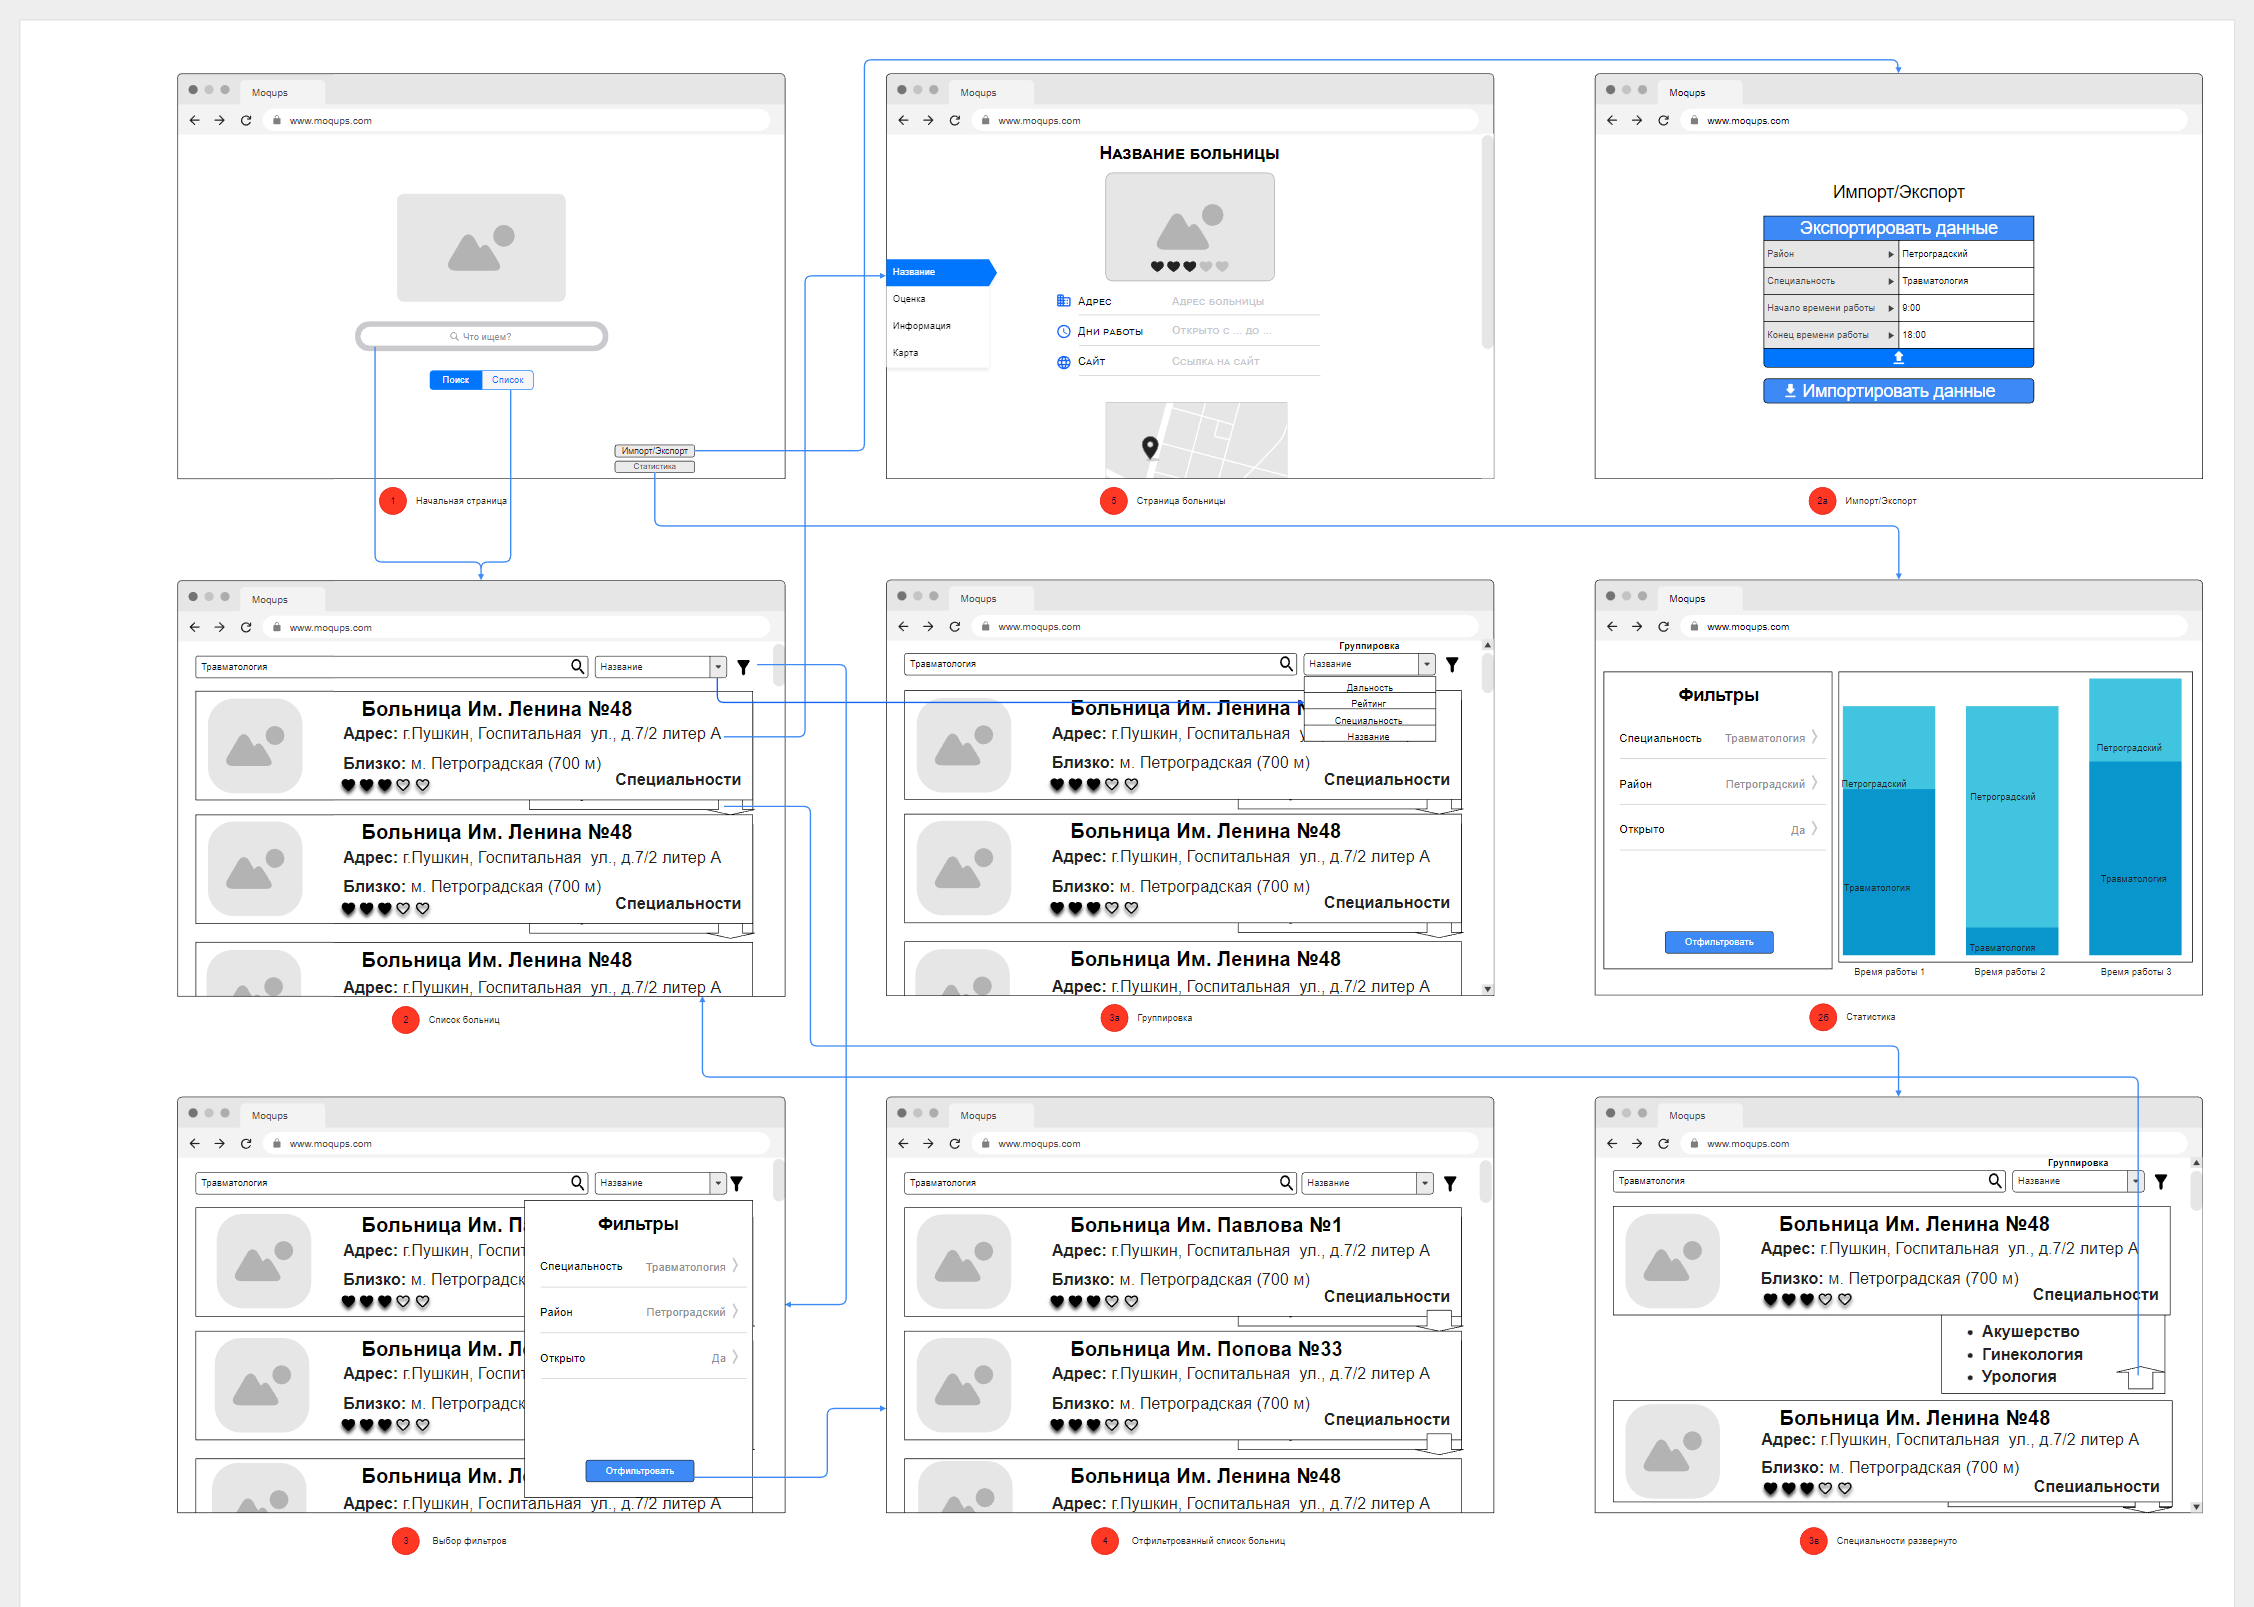 Moqups
www.moqups.com
Что ищем?
Поиск
Список
Импорт/Экспорт
Статистика
1
Начальная страница
Moqups
www.moqups.com
Название больницы
Название
Оценка
Информация
Карта
Адрес
Адрес больницы
Дни работы
Открыто с ... до ...
Сайт
Ссылка на сайт
5
Страница больницы
Moqups
www.moqups.com
Импорт/Экспорт
Экспортировать данные
Район
Петроградский
Специальность
Травматология
Начало времени работы
9:00
Конец времени работы
18:00
Импортировать данные
2а
Импорт/Экспорт
Moqups
www.moqups.com
Травматология
Название
Больница Им. Ленина №48
Адрес: г.Пушкин, Госпитальная ул., д.7/2 литер А
Близко: м. Петроградская (700 м)
Специальности
Больница Им. Ленина №48
Адрес: г.Пушкин, Госпитальная ул., д.7/2 литер А
Близко: м. Петроградская (700 м)
Специальности
Больница Им. Ленина №48
Адрес: г.Пушкин, Госпитальная ул., д.7/2 литер А
2
Список больниц
Moqups
www.moqups.com
Группировка
Травматология
Название
Дальность
Рейтинг
Специальность
Название
Больница Им. Ленина
Адрес: г.Пушкин, Госпитальная у
Близко: м. Петроградская (700 м)
Специальности
Больница Им. Ленина №48
Адрес: г.Пушкин, Госпитальная ул., д.7/2 литер А
Близко: м. Петроградская (700 м)
Специальности
Больница Им. Ленина №48
Адрес: г.Пушкин, Госпитальная ул., д.7/2 литер А
3а
Группировка
Moqups
www.moqups.com
Фильтры
Специальность
Травматология
Район
Петроградский
Открыто
Да
Отфильтровать
Петроградский
Травматология
Время работы 1
Петроградский
Травматология
Время работы 2
Петроградский
Травматология
Время работы 3
2б
Статистика
Moqups
www.moqups.com
Травматология
Название
Больница Им. П
Адрес: г.Пушкин, Госпит
Близко: м. Петроградск
Больница Им. Л
Адрес: г.Пушкин, Госпит
Близко: м. Петроградск
Больница Им. Л
Адрес: г.Пушкин, Госпитальная ул., д.7/2 литер А
Фильтры
Специальность
Травматология
Район
Петроградский
Открыто
Да
Отфильтровать
3
Выбор фильтров
Moqups
www.moqups.com
Травматология
Название
Больница Им. Павлова №1
Адрес: г.Пушкин, Госпитальная ул., д.7/2 литер А
Близко: м. Петроградская (700 м)
Специальности
Больница Им. Попова №33
Адрес: г.Пушкин, Госпитальная ул., д.7/2 литер А
Близко: м. Петроградская (700 м)
Специальности
Больница Им. Ленина №48
Адрес: г.Пушкин, Госпитальная ул., д.7/2 литер А
4
Отфильтрованный список больниц
Moqups
www.moqups.com
Группировка
Травматология
Название
Больница Им. Ленина №48
Адрес: г.Пушкин, Госпитальная ул., д.7/2 литер А
Близко: м. Петроградская (700 м)
Специальности
• Акушерство
• Гинекология
• Урология
Больница Им. Ленина №48
Адрес: г.Пушкин, Госпитальная ул., д.7/2 литер А
Близко: м. Петроградская (700 м)
Специальности
3в
Специальности развернуто